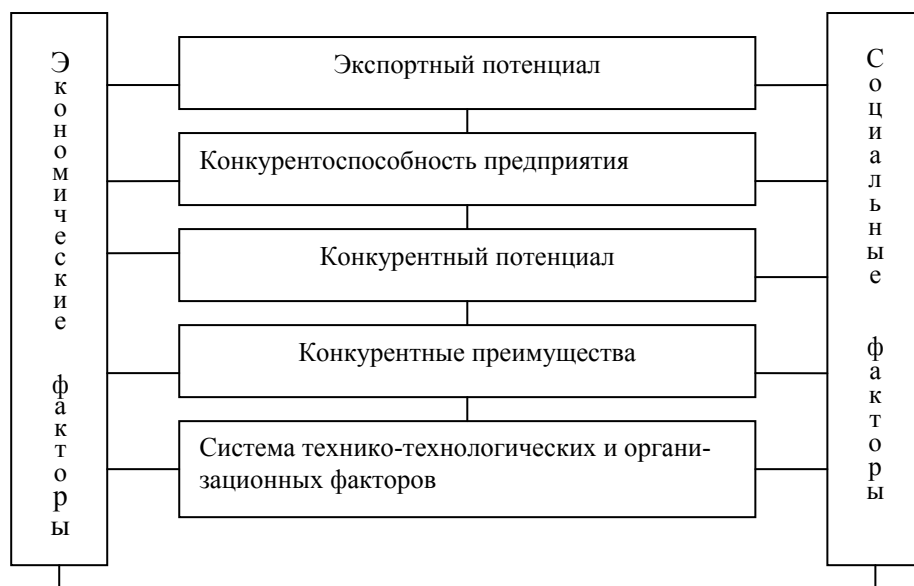 Экономические факторы
Экспортный потенциал
Конкурентоспособность предприятия
Конкурентный потенциал
Конкурентные преимущества
Система технико-технологических и органи-
зационных факторов
Социальные факторы